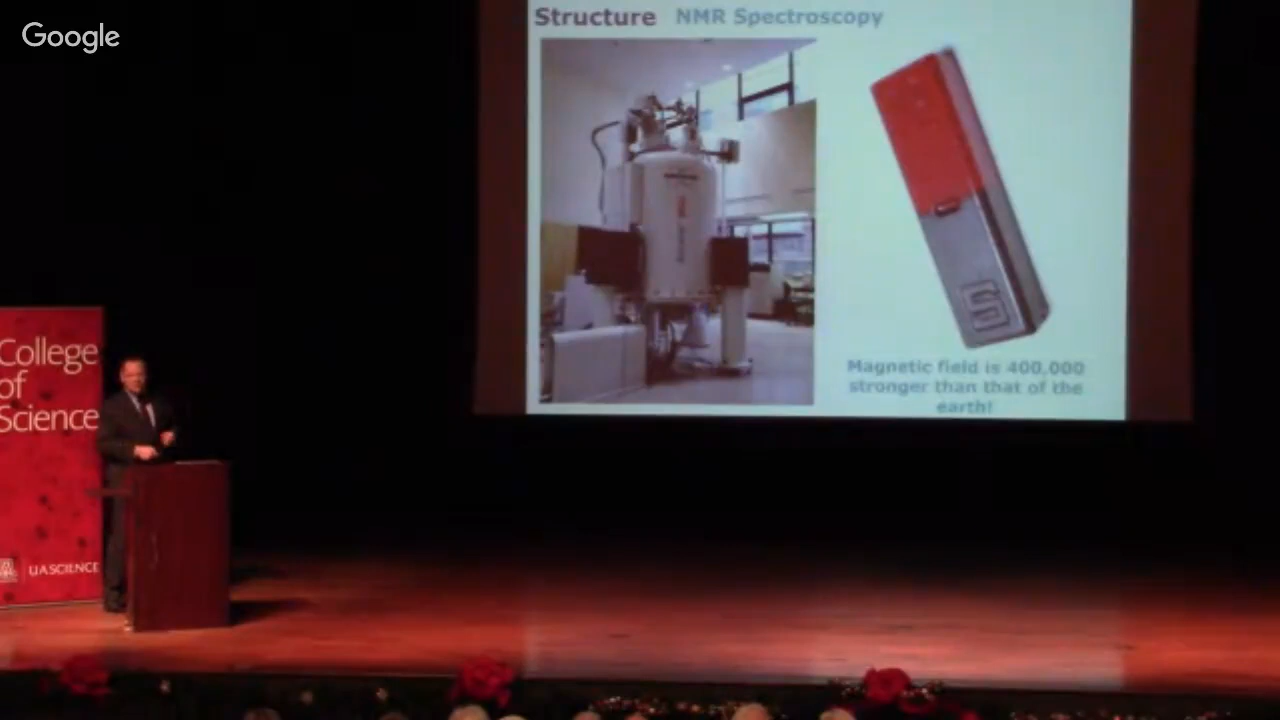 Google
Structure NMR Spectroscopy
Magnetic field is 400,000
stronger than that of the
earth!
College
of
Science
UA SCIENCE